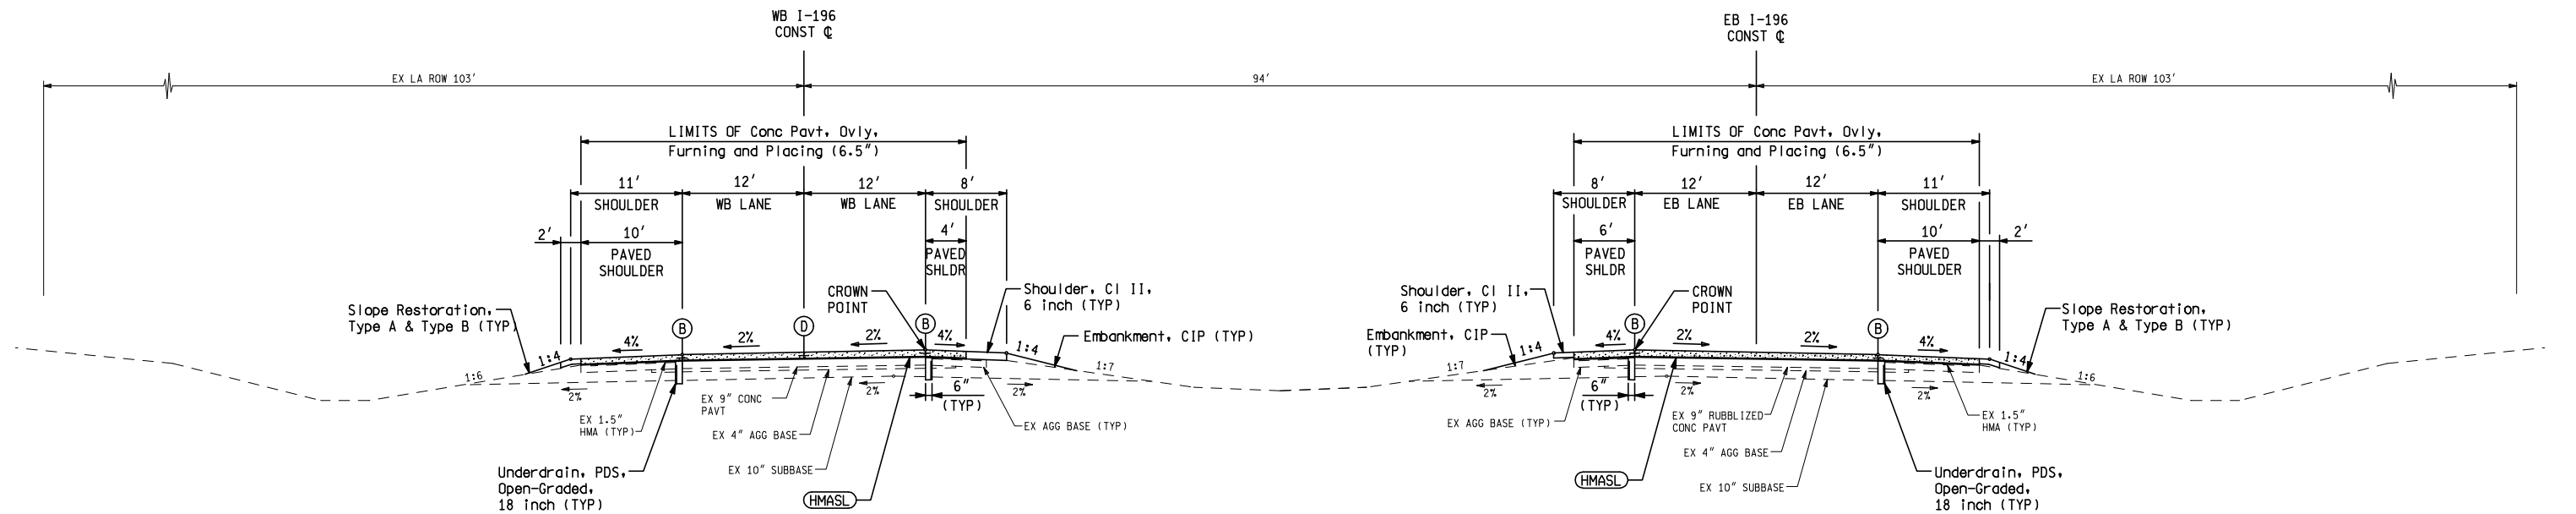 WB I-196
CONST ℄
EB I-196
CONST ℄
EX LA ROW 103'
94'
EX LA ROW 103'
LIMITS OF Conc Pavt, Ovly,
Furning and Placing (6.5")
LIMITS OF Conc Pavt, Ovly,
Furning and Placing (6.5")
11'
12'
12'
8'
SHOULDER
WB LANE
WB LANE
SHOULDER
8'
12'
12'
11'
SHOULDER
EB LANE
EB LANE
SHOULDER
2'
10'
PAVED
SHOULDER
4'
PAVED
SHLDR
6'
PAVED
SHLDR
10'
PAVED
SHOULDER
2'
Slope Restoration,
Type A & Type B (TYP)
CROWN
POINT
Shoulder, Cl II,
6 inch (TYP)
Embankment, CIP (TYP)
Shoulder, Cl II,
6 inch (TYP)
Embankment, CIP
(TYP)
CROWN
POINT
Slope Restoration,
Type A & Type B (TYP)
B
D
B
B
B
1:6
1:4
4%
2%
2%
4%
1:4
1:7
1:7
1:4
4%
2%
2%
4%
1:4
1:6
2%
2%
2%
2%
2%
2%
6"
(TYP)
6"
(TYP)
EX 1.5"
HMA (TYP)
EX 9" CONC
PAVT
EX 4" AGG BASE
EX 10" SUBBASE
EX AGG BASE (TYP)
Underdrain, PDS,
Open-Graded,
18 inch (TYP)
HMASL
EX AGG BASE (TYP)
EX 9" RUBBLIZED
CONC PAVT
EX 4" AGG BASE
EX 10" SUBBASE
EX 1.5"
HMA (TYP)
HMASL
Underdrain, PDS,
Open-Graded,
18 inch (TYP)